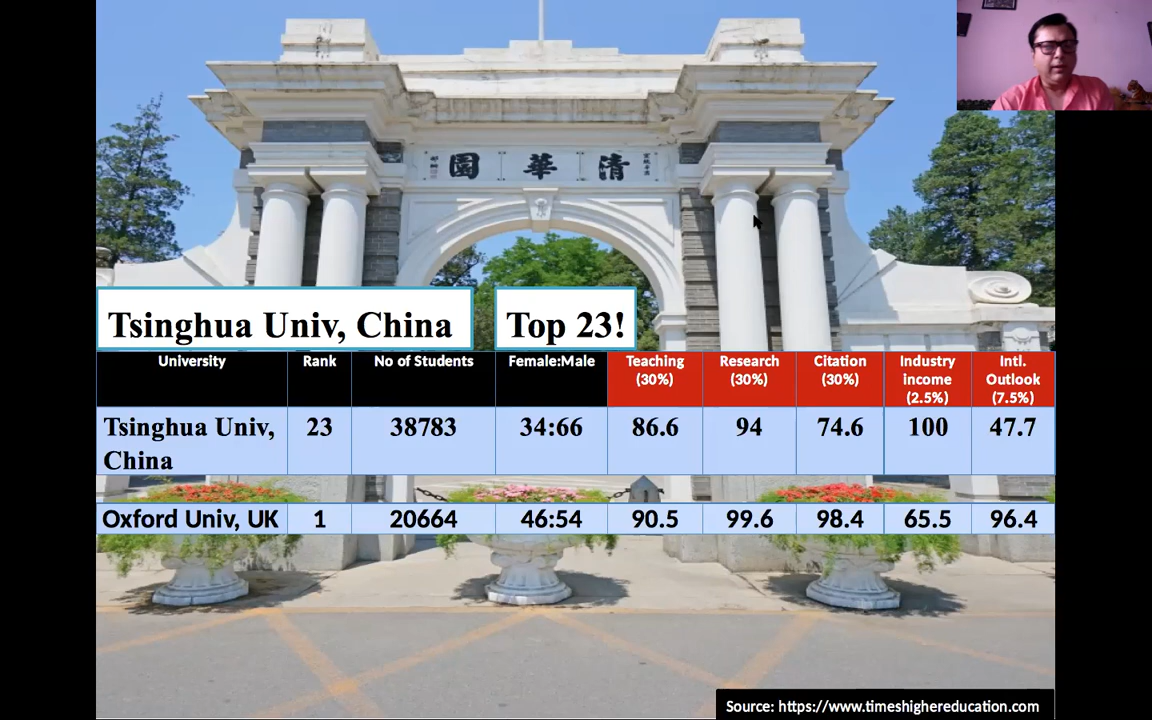 園 華 清
Tsinghua Univ, China
Top 23!
University Rank No of Students Female:Male Teaching (30%) Research (30%) Citation (30%) Industry income (2.5%) Intl. Outlook (7.5%)
Tsinghua Univ, China 23 38783 34:66 86.6 94 74.6 100 47.7
Oxford Univ, UK 1 20664 46:54 90.5 99.6 98.4 65.5 96.4
Source: https://www.timeshighereducation.com